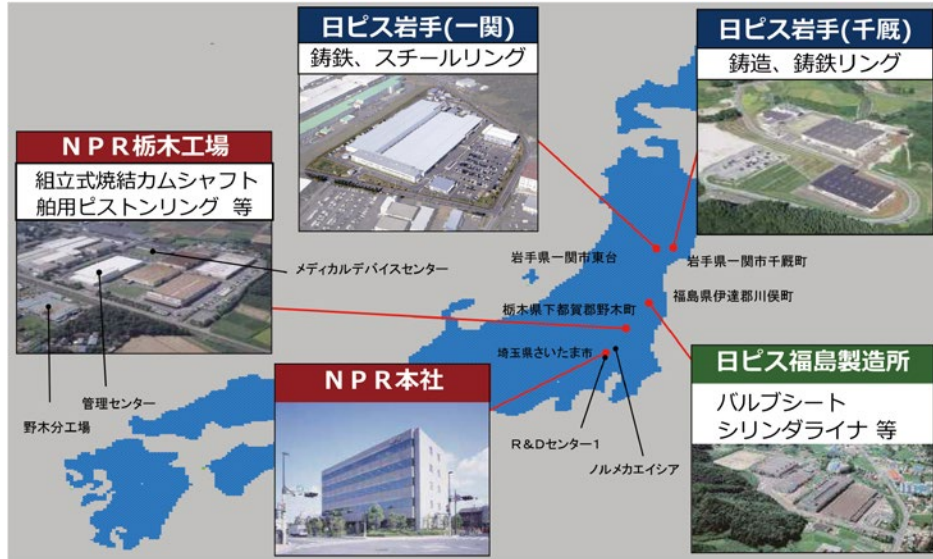 日ピス岩手(一関)
鋳鉄、スチールリング
日ピス岩手(千厩)
鋳造、鋳鉄リング
ＮＰＲ栃木工場
組立式焼結カムシャフト
舶用ピストンリング 等
メディカルデバイスセンター
岩手県一関市東台
岩手県一関市千厩町
福島県伊達郡川俣町
栃木県下都賀郡野木町
埼玉県さいたま市
管理センター
野木分工場
ＮＰＲ本社
Ｒ＆Ｄセンター１
ノルメカエイシア
日ピス福島製造所
バルブシート
シリンダライナ 等